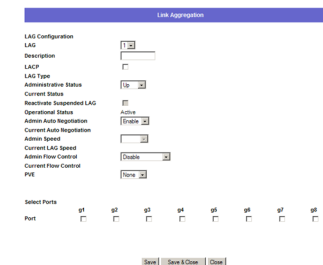 Link Aggregation
LAG Configuration
LAG 1
Description
LACP
LAG Type
Administrative Status Up
Current Status
Reactivate Suspended LAG
Operational Status Active
Admin Auto Negotiation Enable
Current Auto Negotiation
Admin Speed
Current LAG Speed
Admin Flow Control Disable
Current Flow Control
PVE None
Select Ports
g1 g2 g3 g4 g5 g6 g7 g8
Port
Save Save & Close Close